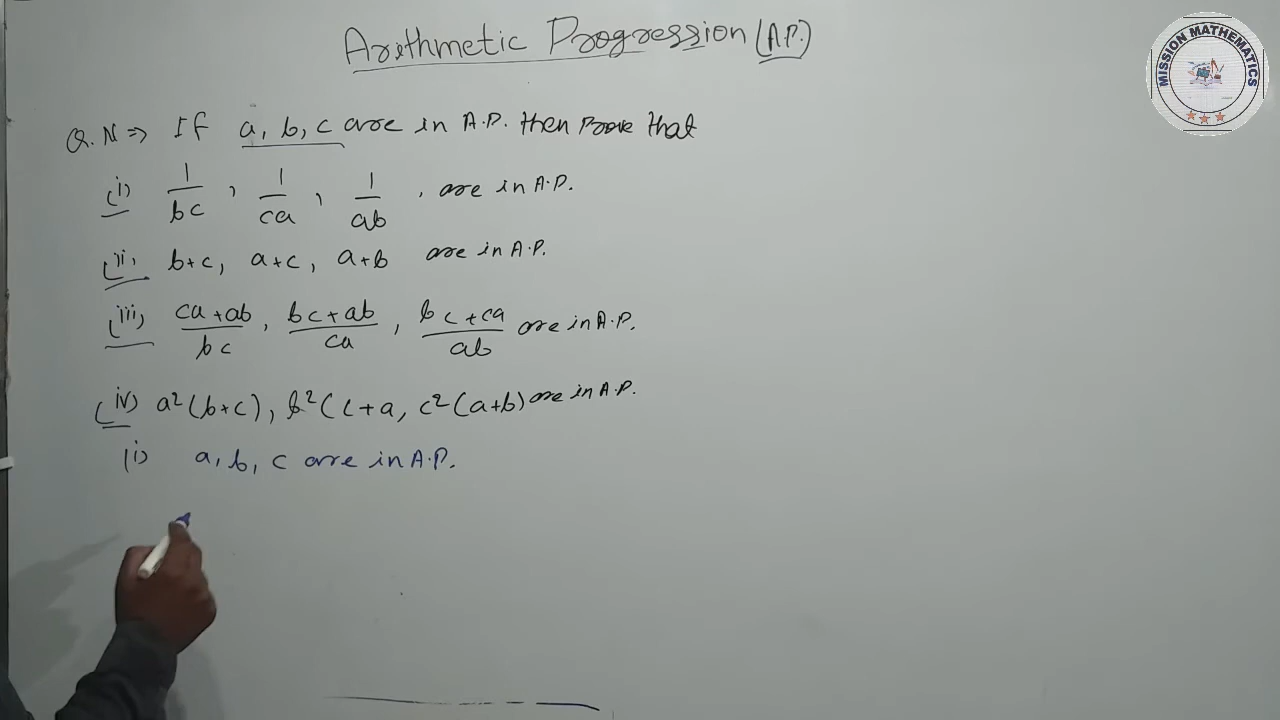 Arithmetic Progression (A.P.)
MISSION MATHEMATICS
Q.N⇒ If a, b, c are in A.P. then Prove that
(i) 1/bc, 1/ca, 1/ab, are in A.P.
(ii) b+c, a+c, a+b are in A.P.
(iii) ca+ab/bc, bc+ab/ca, bc+ca/ab are in A.P.
(iv) a²(b+c), b²(c+a, c²(a+b) are in A.P.
(i) a, b, c are in A.P.